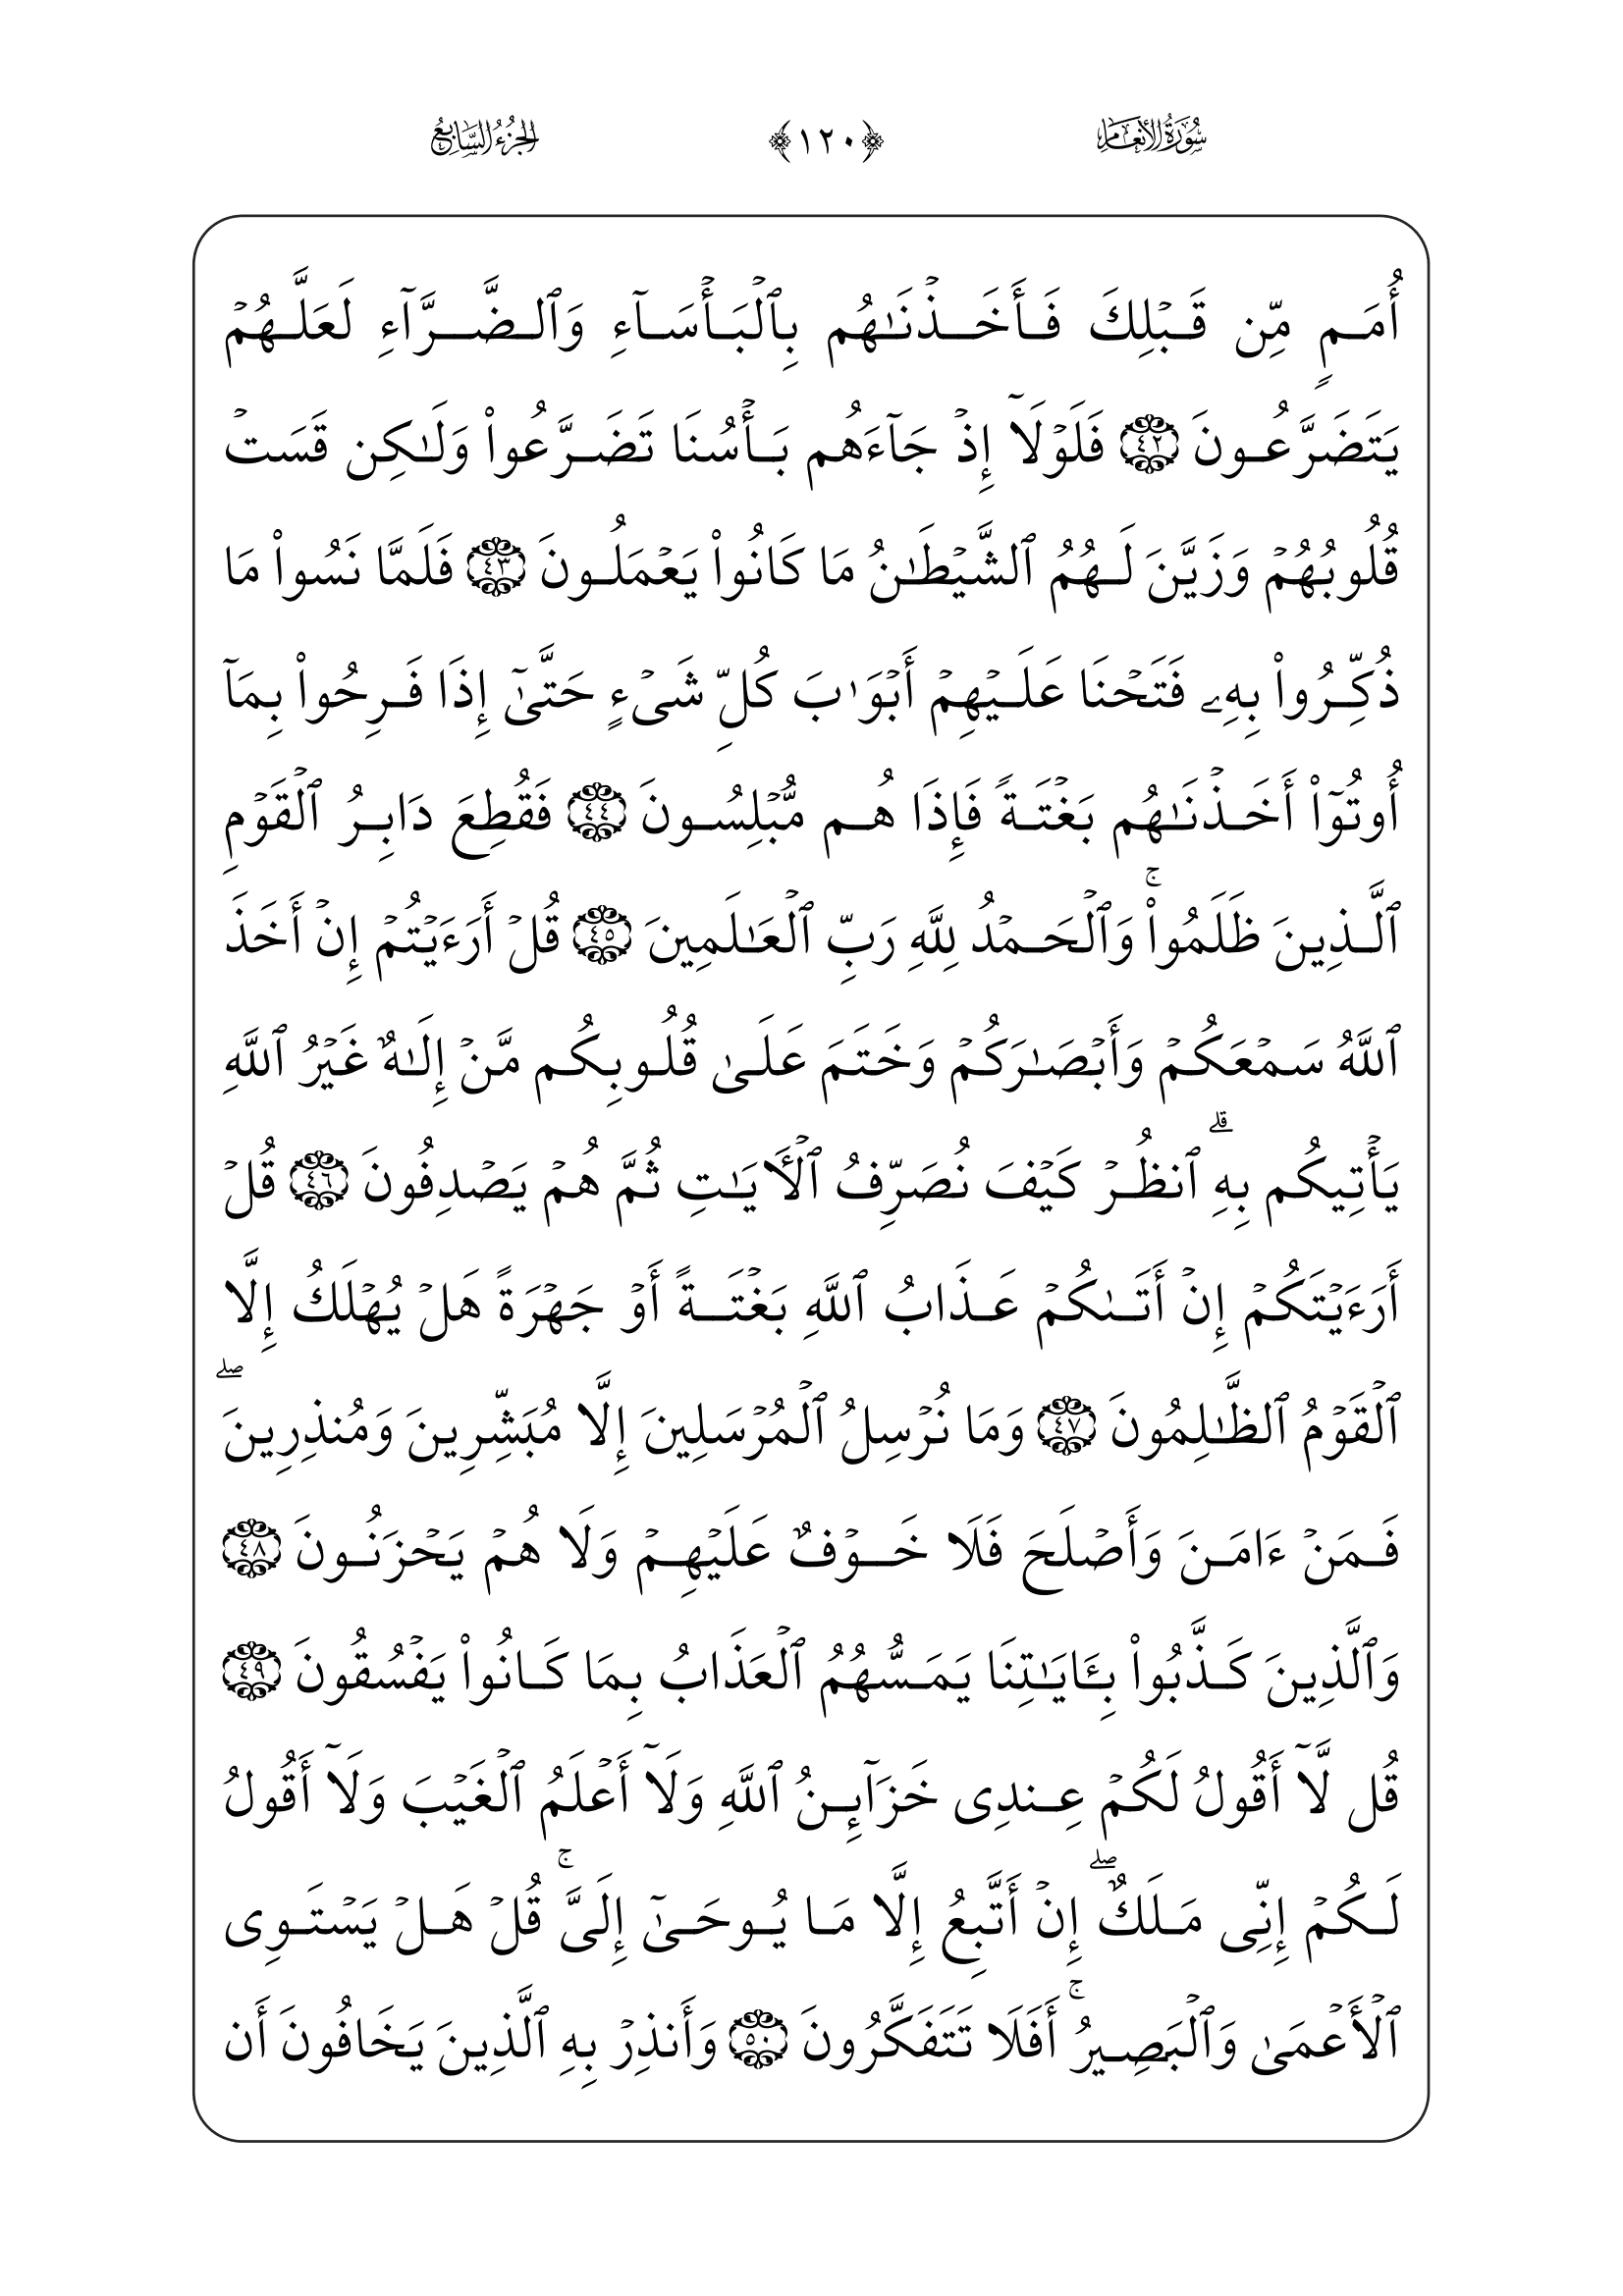 سُورَةُ الأنعَامِ ﴿١٢٠﴾ الجزءُ السَّابِعُ
أُمَمٖ مِّن قَبۡلِكَ فَأَخَذۡنَٰهُم بِٱلۡبَأۡسَآءِ وَٱلضَّرَّآءِ لَعَلَّهُمۡ
يَتَضَرَّعُونَ ٤٢ فَلَوۡلَآ إِذۡ جَآءَهُم بَأۡسُنَا تَضَرَّعُواْ وَلَٰكِن قَسَتۡ
قُلُوبُهُمۡ وَزَيَّنَ لَهُمُ ٱلشَّيۡطَٰنُ مَا كَانُواْ يَعۡمَلُونَ ٤٣ فَلَمَّا نَسُواْ مَا
ذُكِّرُواْ بِهِۦ فَتَحۡنَا عَلَيۡهِمۡ أَبۡوَٰبَ كُلِّ شَىۡءٍ حَتَّىٰٓ إِذَا فَرِحُواْ بِمَآ
أُوتُوٓاْ أَخَذۡنَٰهُم بَغۡتَةٗ فَإِذَا هُم مُّبۡلِسُونَ ٤٤ فَقُطِعَ دَابِرُ ٱلۡقَوۡمِ
ٱلَّذِينَ ظَلَمُواْۚ وَٱلۡحَمۡدُ لِلَّهِ رَبِّ ٱلۡعَٰلَمِينَ ٤٥ قُلۡ أَرَءَيۡتُمۡ إِنۡ أَخَذَ
ٱللَّهُ سَمۡعَكُمۡ وَأَبۡصَٰرَكُمۡ وَخَتَمَ عَلَىٰ قُلُوبِكُم مَّنۡ إِلَٰهٌ غَيۡرُ ٱللَّهِ
يَأۡتِيكُم بِهِۗ ٱنظُرۡ كَيۡفَ نُصَرِّفُ ٱلۡأٓيَٰتِ ثُمَّ هُمۡ يَصۡدِفُونَ ٤٦ قُلۡ
أَرَءَيۡتَكُمۡ إِنۡ أَتَىٰكُمۡ عَذَابُ ٱللَّهِ بَغۡتَةً أَوۡ جَهۡرَةً هَلۡ يُهۡلَكُ إِلَّا
ٱلۡقَوۡمُ ٱلظَّٰلِمُونَ ٤٧ وَمَا نُرۡسِلُ ٱلۡمُرۡسَلِينَ إِلَّا مُبَشِّرِينَ وَمُنذِرِينَۖ
فَمَنۡ ءَامَنَ وَأَصۡلَحَ فَلَا خَوۡفٌ عَلَيۡهِمۡ وَلَا هُمۡ يَحۡزَنُونَ ٤٨
وَٱلَّذِينَ كَذَّبُواْ بِـَٔايَٰتِنَا يَمَسُّهُمُ ٱلۡعَذَابُ بِمَا كَانُواْ يَفۡسُقُونَ ٤٩
قُل لَّآ أَقُولُ لَكُمۡ عِندِى خَزَآئِنُ ٱللَّهِ وَلَآ أَعۡلَمُ ٱلۡغَيۡبَ وَلَآ أَقُولُ
لَكُمۡ إِنِّى مَلَكٌۖ إِنۡ أَتَّبِعُ إِلَّا مَا يُوحَىٰٓ إِلَىَّۚ قُلۡ هَلۡ يَسۡتَوِى
ٱلۡأَعۡمَىٰ وَٱلۡبَصِيرُۚ أَفَلَا تَتَفَكَّرُونَ ٥٠ وَأَنذِرۡ بِهِ ٱلَّذِينَ يَخَافُونَ أَن